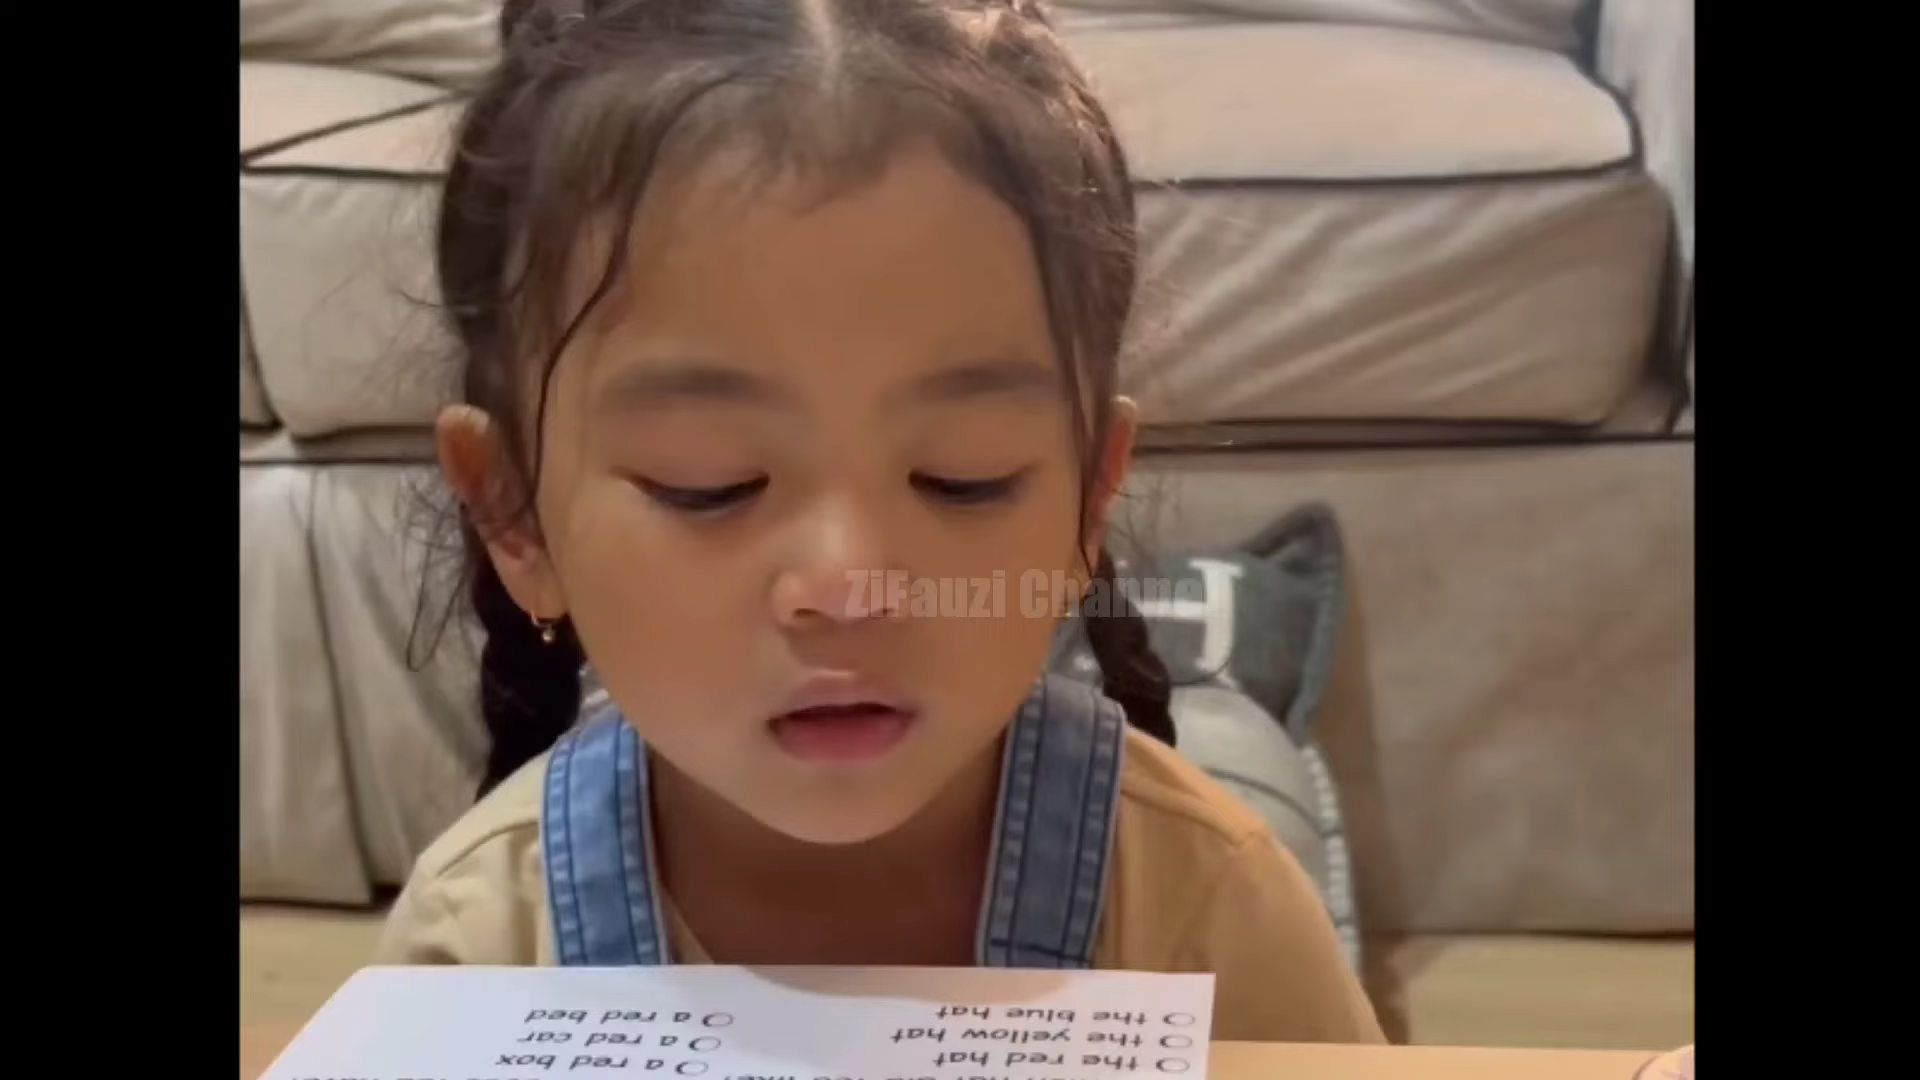 ZiFauzi Channel
H
the red hat
the yellow hat
the blue hat
a red box
a red car
a red bed